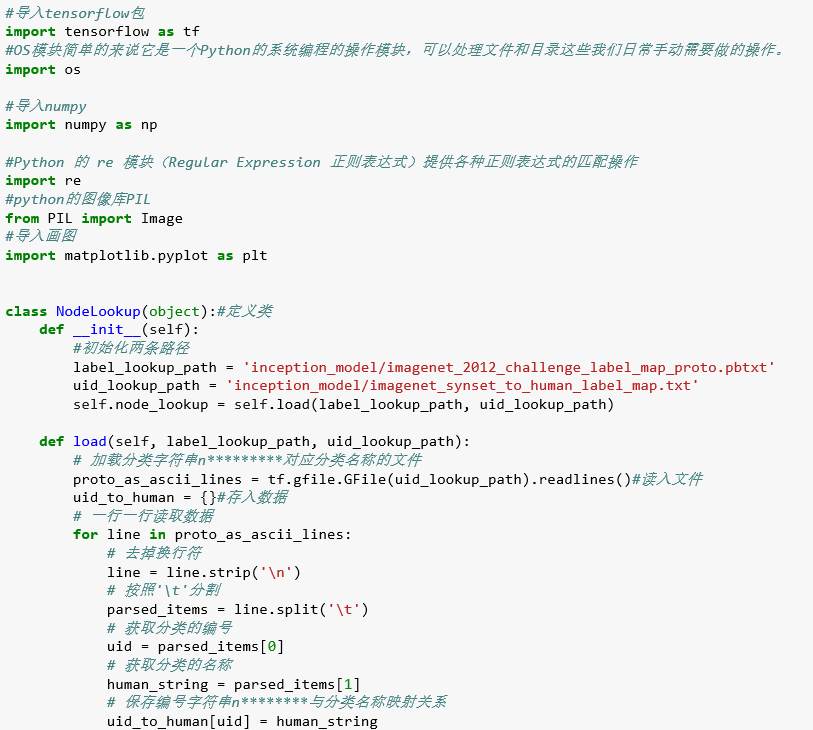 #导入tensorflow包
import tensorflow as tf
#OS模块简单的来说它是一个Python的系统编程的操作模块，可以处理文件和目录这些我们日常手动需要做的操作。
import os

#导入numpy
import numpy as np

#Python 的 re 模块（Regular Expression 正则表达式）提供各种正则表达式的匹配操作
import re
#python的图像库PIL
from PIL import Image
#导入画图
import matplotlib.pyplot as plt


class NodeLookup(object):#定义类
    def __init__(self):
        #初始化两条路径
        label_lookup_path = 'inception_model/imagenet_2012_challenge_label_map_proto.pbtxt'
        uid_lookup_path = 'inception_model/imagenet_synset_to_human_label_map.txt'
        self.node_lookup = self.load(label_lookup_path, uid_lookup_path)

    def load(self, label_lookup_path, uid_lookup_path):
        # 加载分类字符串n*********对应分类名称的文件
        proto_as_ascii_lines = tf.gfile.GFile(uid_lookup_path).readlines()#读入文件
        uid_to_human = {}#存入数据
        # 一行一行读取数据
        for line in proto_as_ascii_lines:
            # 去掉换行符
            line = line.strip('\n')
            # 按照'\t'分割
            parsed_items = line.split('\t')
            # 获取分类的编号
            uid = parsed_items[0]
            # 获取分类的名称
            human_string = parsed_items[1]
            # 保存编号字符串n********与分类名称映射关系
            uid_to_human[uid] = human_string